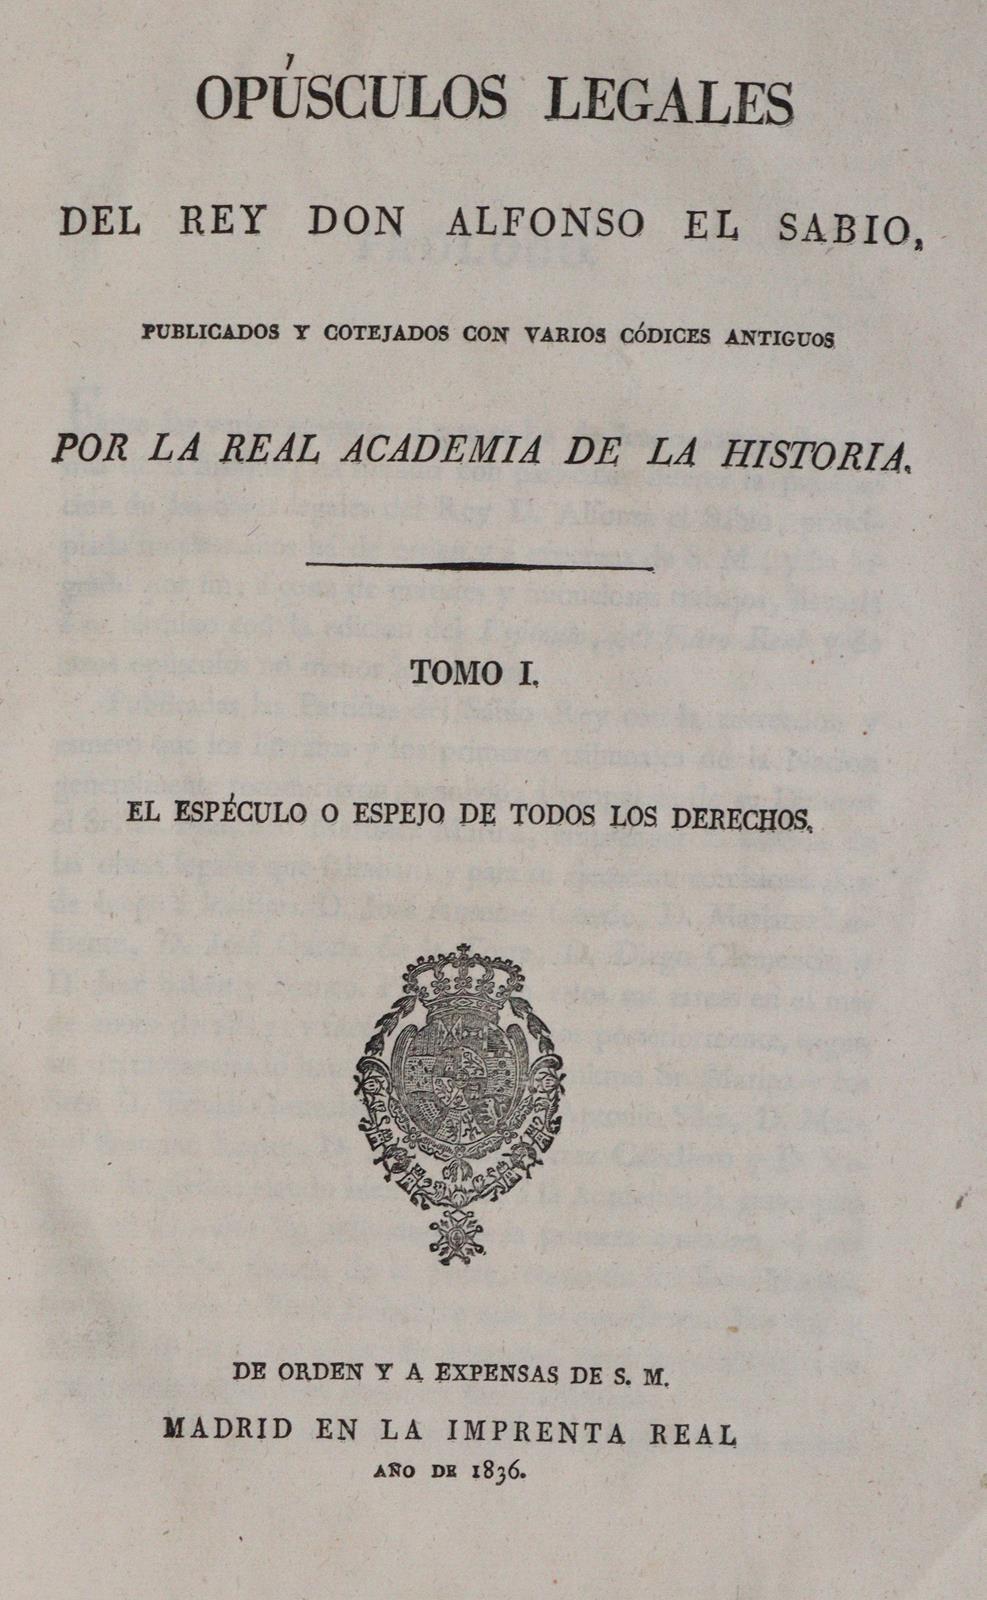 OPÚSCULOS LEGALES
DEL REY DON ALFONSO EL SABIO,
PUBLICADOS Y COTEJADOS CON VARIOS CÓDICES ANTIGUOS
POR LA REAL ACADEMIA DE LA HISTORIA.
TOMO I.
EL ESPÉCULO O ESPEJO DE TODOS LOS DERECHOS.
DE ORDEN Y A EXPENSAS DE S. M.
MADRID EN LA IMPRENTA REAL
AÑO DE 1836.